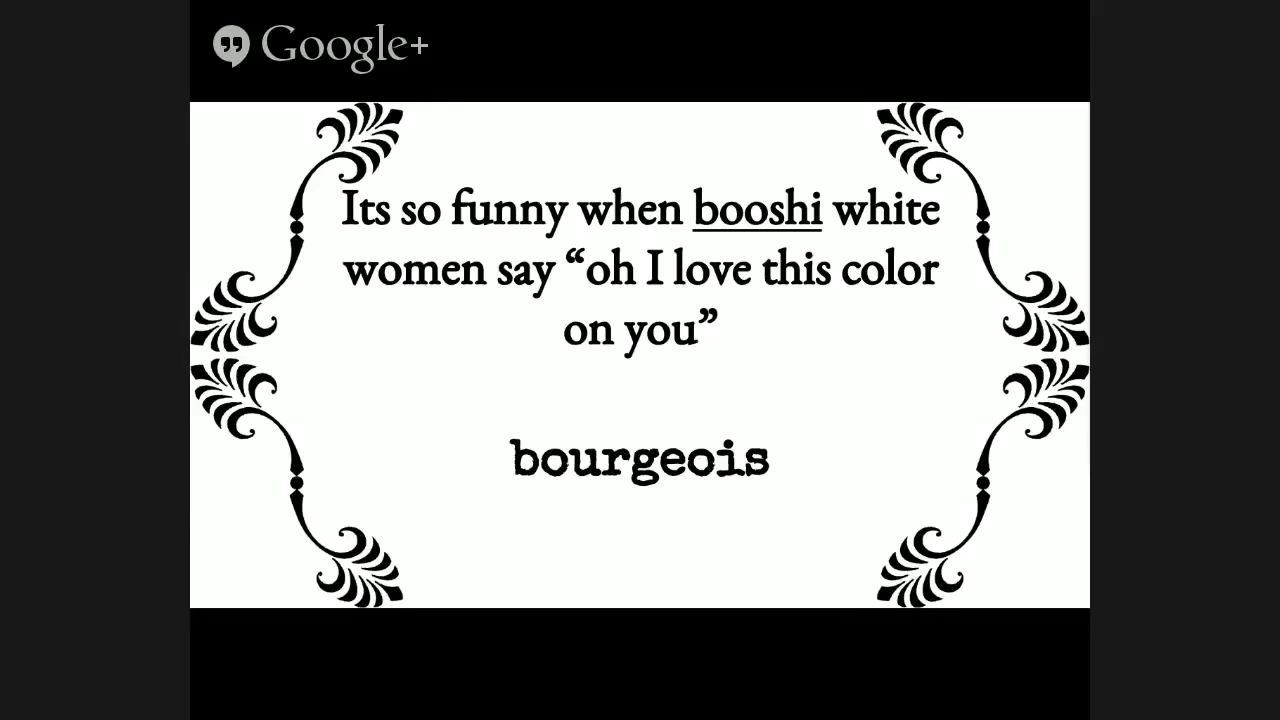 Google+
Its so funny when booshi white
women say “oh I love this color
on you”
bourgeois